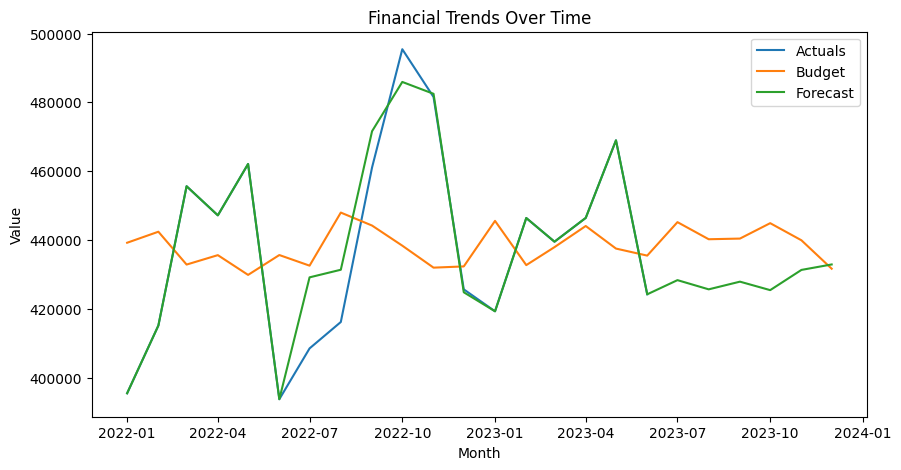 Financial Trends Over Time
500000
480000
460000
440000
420000
400000
Value
Actuals
Budget
Forecast
2022-01 2022-04 2022-07 2022-10 2023-01 2023-04 2023-07 2023-10 2024-01
Month